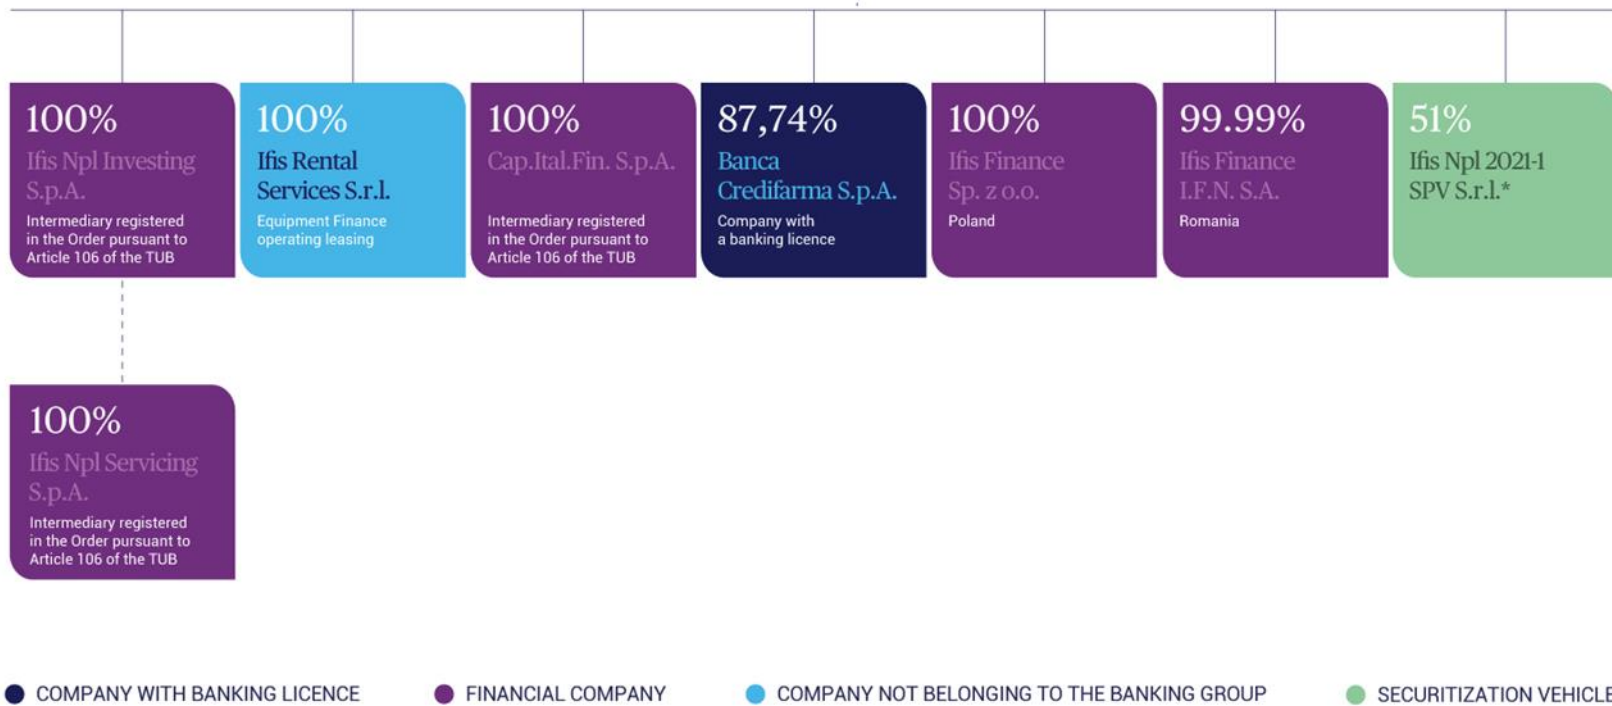 100%
Ifis Npl Investing
S.p.A.
Intermediary registered
in the Order pursuant to
Article 106 of the TUB
100%
Ifis Rental
Services S.r.l.
Equipment Finance
operating leasing
100%
Cap.Ital.Fin. S.p.A.
Intermediary registered
in the Order pursuant to
Article 106 of the TUB
87,74%
Banca
Credifarma S.p.A.
Company with
a banking licence
100%
Ifis Finance
Sp. z o.o.
Poland
99.99%
Ifis Finance
I.F.N. S.A.
Romania
51%
Ifis Npl 2021-1
SPV S.r.l.*
100%
Ifis Npl Servicing
S.p.A.
Intermediary registered
in the Order pursuant to
Article 106 of the TUB
COMPANY WITH BANKING LICENCE
FINANCIAL COMPANY
COMPANY NOT BELONGING TO THE BANKING GROUP
SECURITIZATION VEHICLE